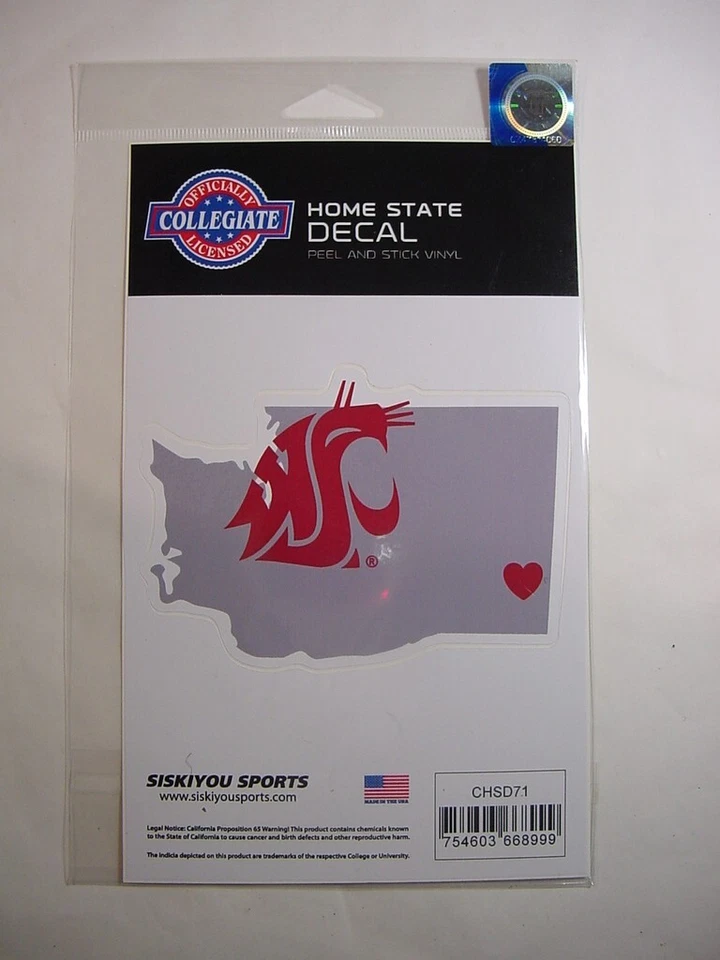 OFFICIALLY
COLLEGIATE
LICENSED
HOME STATE
DECAL
PEEL AND STICK VINYL
WSC
®
SISKIYOU SPORTS
www.siskiyousports.com
MADE IN THE USA
CHSD71
754603 668999
Legal Notice: California Proposition 65 Warning! This product contains chemicals known
to the State of California to cause cancer and birth defects and other reproductive harm.
The indicia depicted on this product are trademarks of the respective College or University.